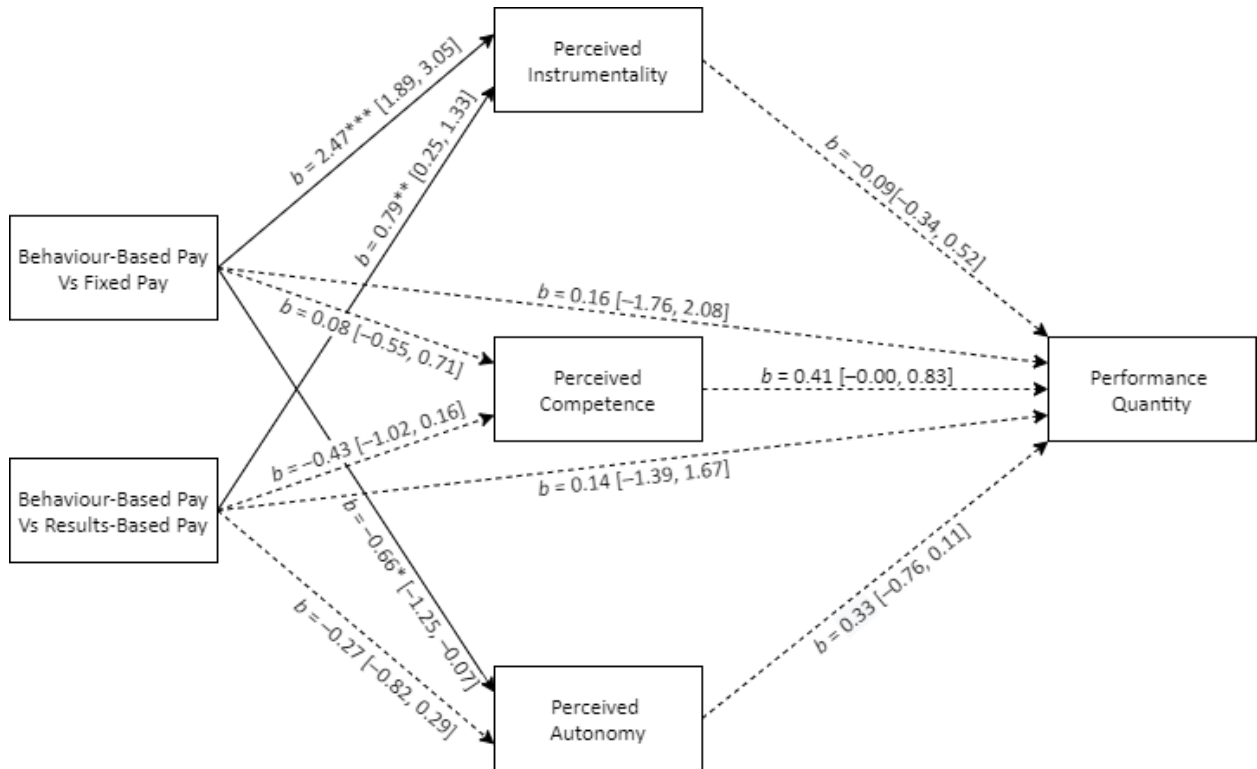 Perceived
Instrumentality
b = 2.47*** [1.89, 3.05]
b = 0.79** [0.25, 1.33]
b = −0.09[−0.34, 0.52]
Behaviour-Based Pay
Vs Fixed Pay
b = 0.16 [−1.76, 2.08]
b = 0.08 [−0.55, 0.71]
Perceived
Competence
b = 0.41 [−0.00, 0.83]
Performance
Quantity
b = −0.43 [−1.02, 0.16]
b = 0.14 [−1.39, 1.67]
Behaviour-Based Pay
Vs Results-Based Pay
b = −0.66* [−1.25, −0.07]
b = −0.27 [−0.82, 0.29]
b = 0.33 [−0.76, 0.11]
Perceived
Autonomy